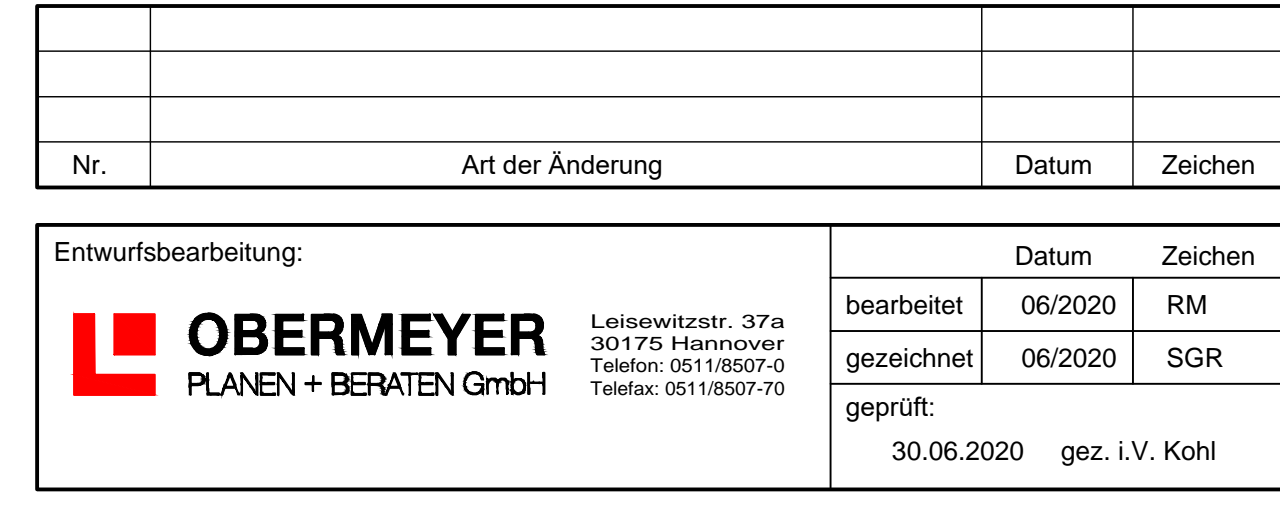 Nr. Art der Änderung Datum Zeichen
Entwurfsbearbeitung:
OBERMEYER
PLANEN + BERATEN GmbH
Leisewitzstr. 37a
30175 Hannover
Telefon: 0511/8507-0
Telefax: 0511/8507-70
Datum Zeichen
bearbeitet 06/2020 RM
gezeichnet 06/2020 SGR
geprüft:
30.06.2020 gez. i.V. Kohl